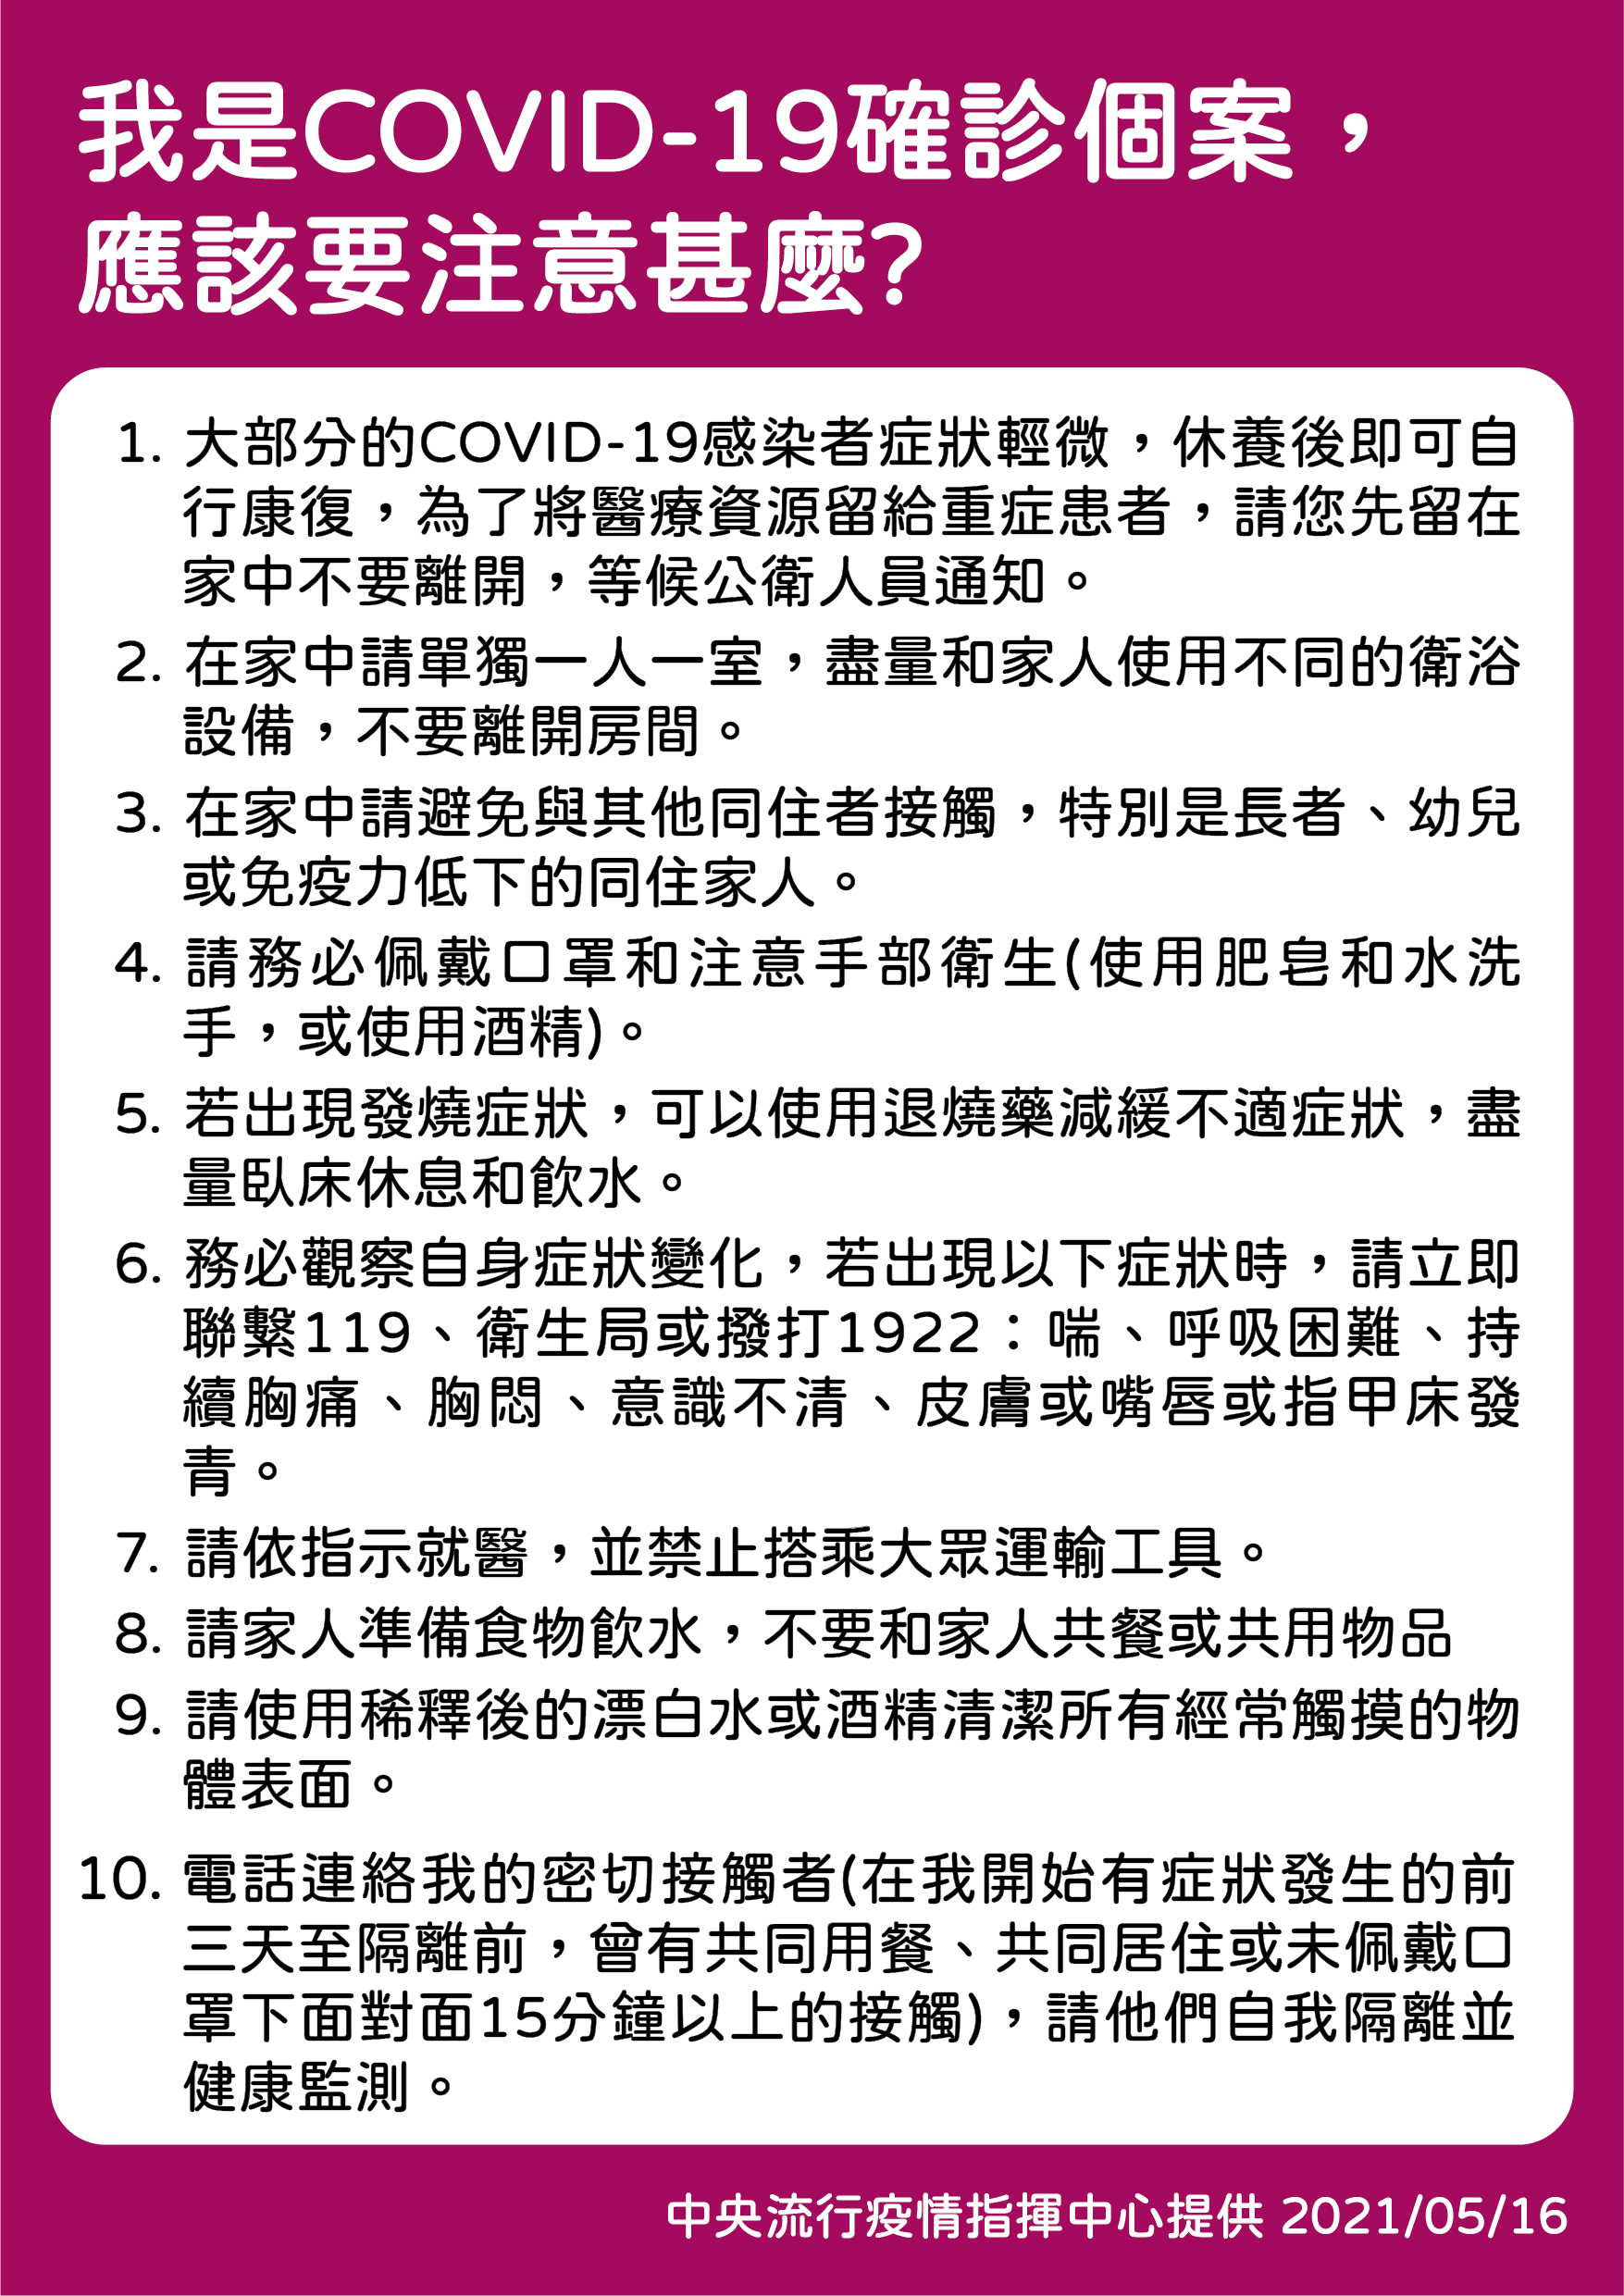 我是COVID-19確診個案，
應該要注意甚麼?
1. 大部分的COVID-19感染者症狀輕微，休養後即可自
行康復，為了將醫療資源留給重症患者，請您先留在
家中不要離開，等候公衛人員通知。
2. 在家中請單獨一人一室，盡量和家人使用不同的衛浴
設備，不要離開房間。
3. 在家中請避免與其他同住者接觸，特別是長者、幼兒
或免疫力低下的同住家人。
4. 請務必佩戴口罩和注意手部衛生(使用肥皂和水洗
手，或使用酒精)。
5. 若出現發燒症狀，可以使用退燒藥減緩不適症狀，盡
量臥床休息和飲水。
6. 務必觀察自身症狀變化，若出現以下症狀時，請立即
聯繫119、衛生局或撥打1922：喘、呼吸困難、持
續胸痛、胸悶、意識不清、皮膚或嘴唇或指甲床發
青。
7. 請依指示就醫，並禁止搭乘大眾運輸工具。
8. 請家人準備食物飲水，不要和家人共餐或共用物品
9. 請使用稀釋後的漂白水或酒精清潔所有經常觸摸的物
體表面。
10. 電話連絡我的密切接觸者(在我開始有症狀發生的前
三天至隔離前，曾有共同用餐、共同居住或未佩戴口
罩下面對面15分鐘以上的接觸)，請他們自我隔離並
健康監測。
中央流行疫情指揮中心提供 2021/05/16